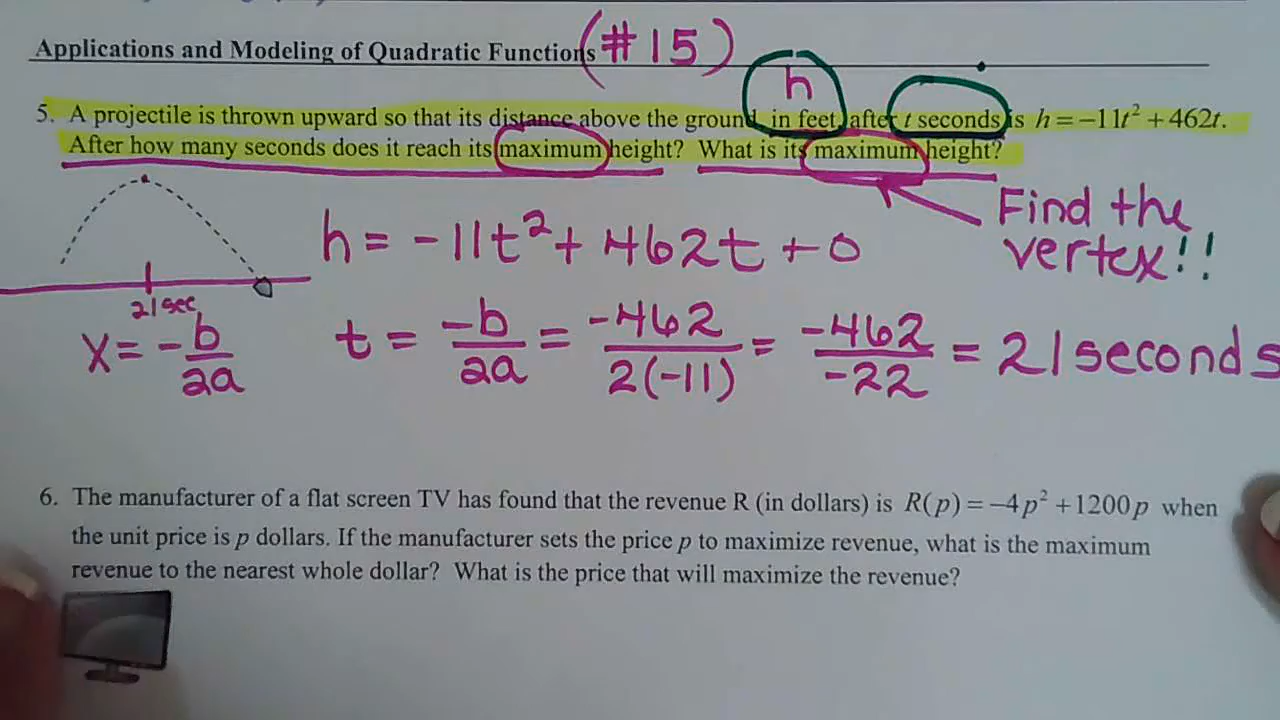 Applications and Modeling of Quadratic Functions (#15)
h
5. A projectile is thrown upward so that its distance above the ground, in feet, after t seconds is h = −11t² + 462t.
After how many seconds does it reach its maximum height? What is its maximum height?
Find the
vertex!!
h = -11t² + 462t + 0
21 sec
x = -b/2a
t = -b/2a = -462/2(-11) = -462/-22 = 21 seconds
6. The manufacturer of a flat screen TV has found that the revenue R (in dollars) is R(p) = −4p² + 1200p when
the unit price is p dollars. If the manufacturer sets the price p to maximize revenue, what is the maximum
revenue to the nearest whole dollar? What is the price that will maximize the revenue?